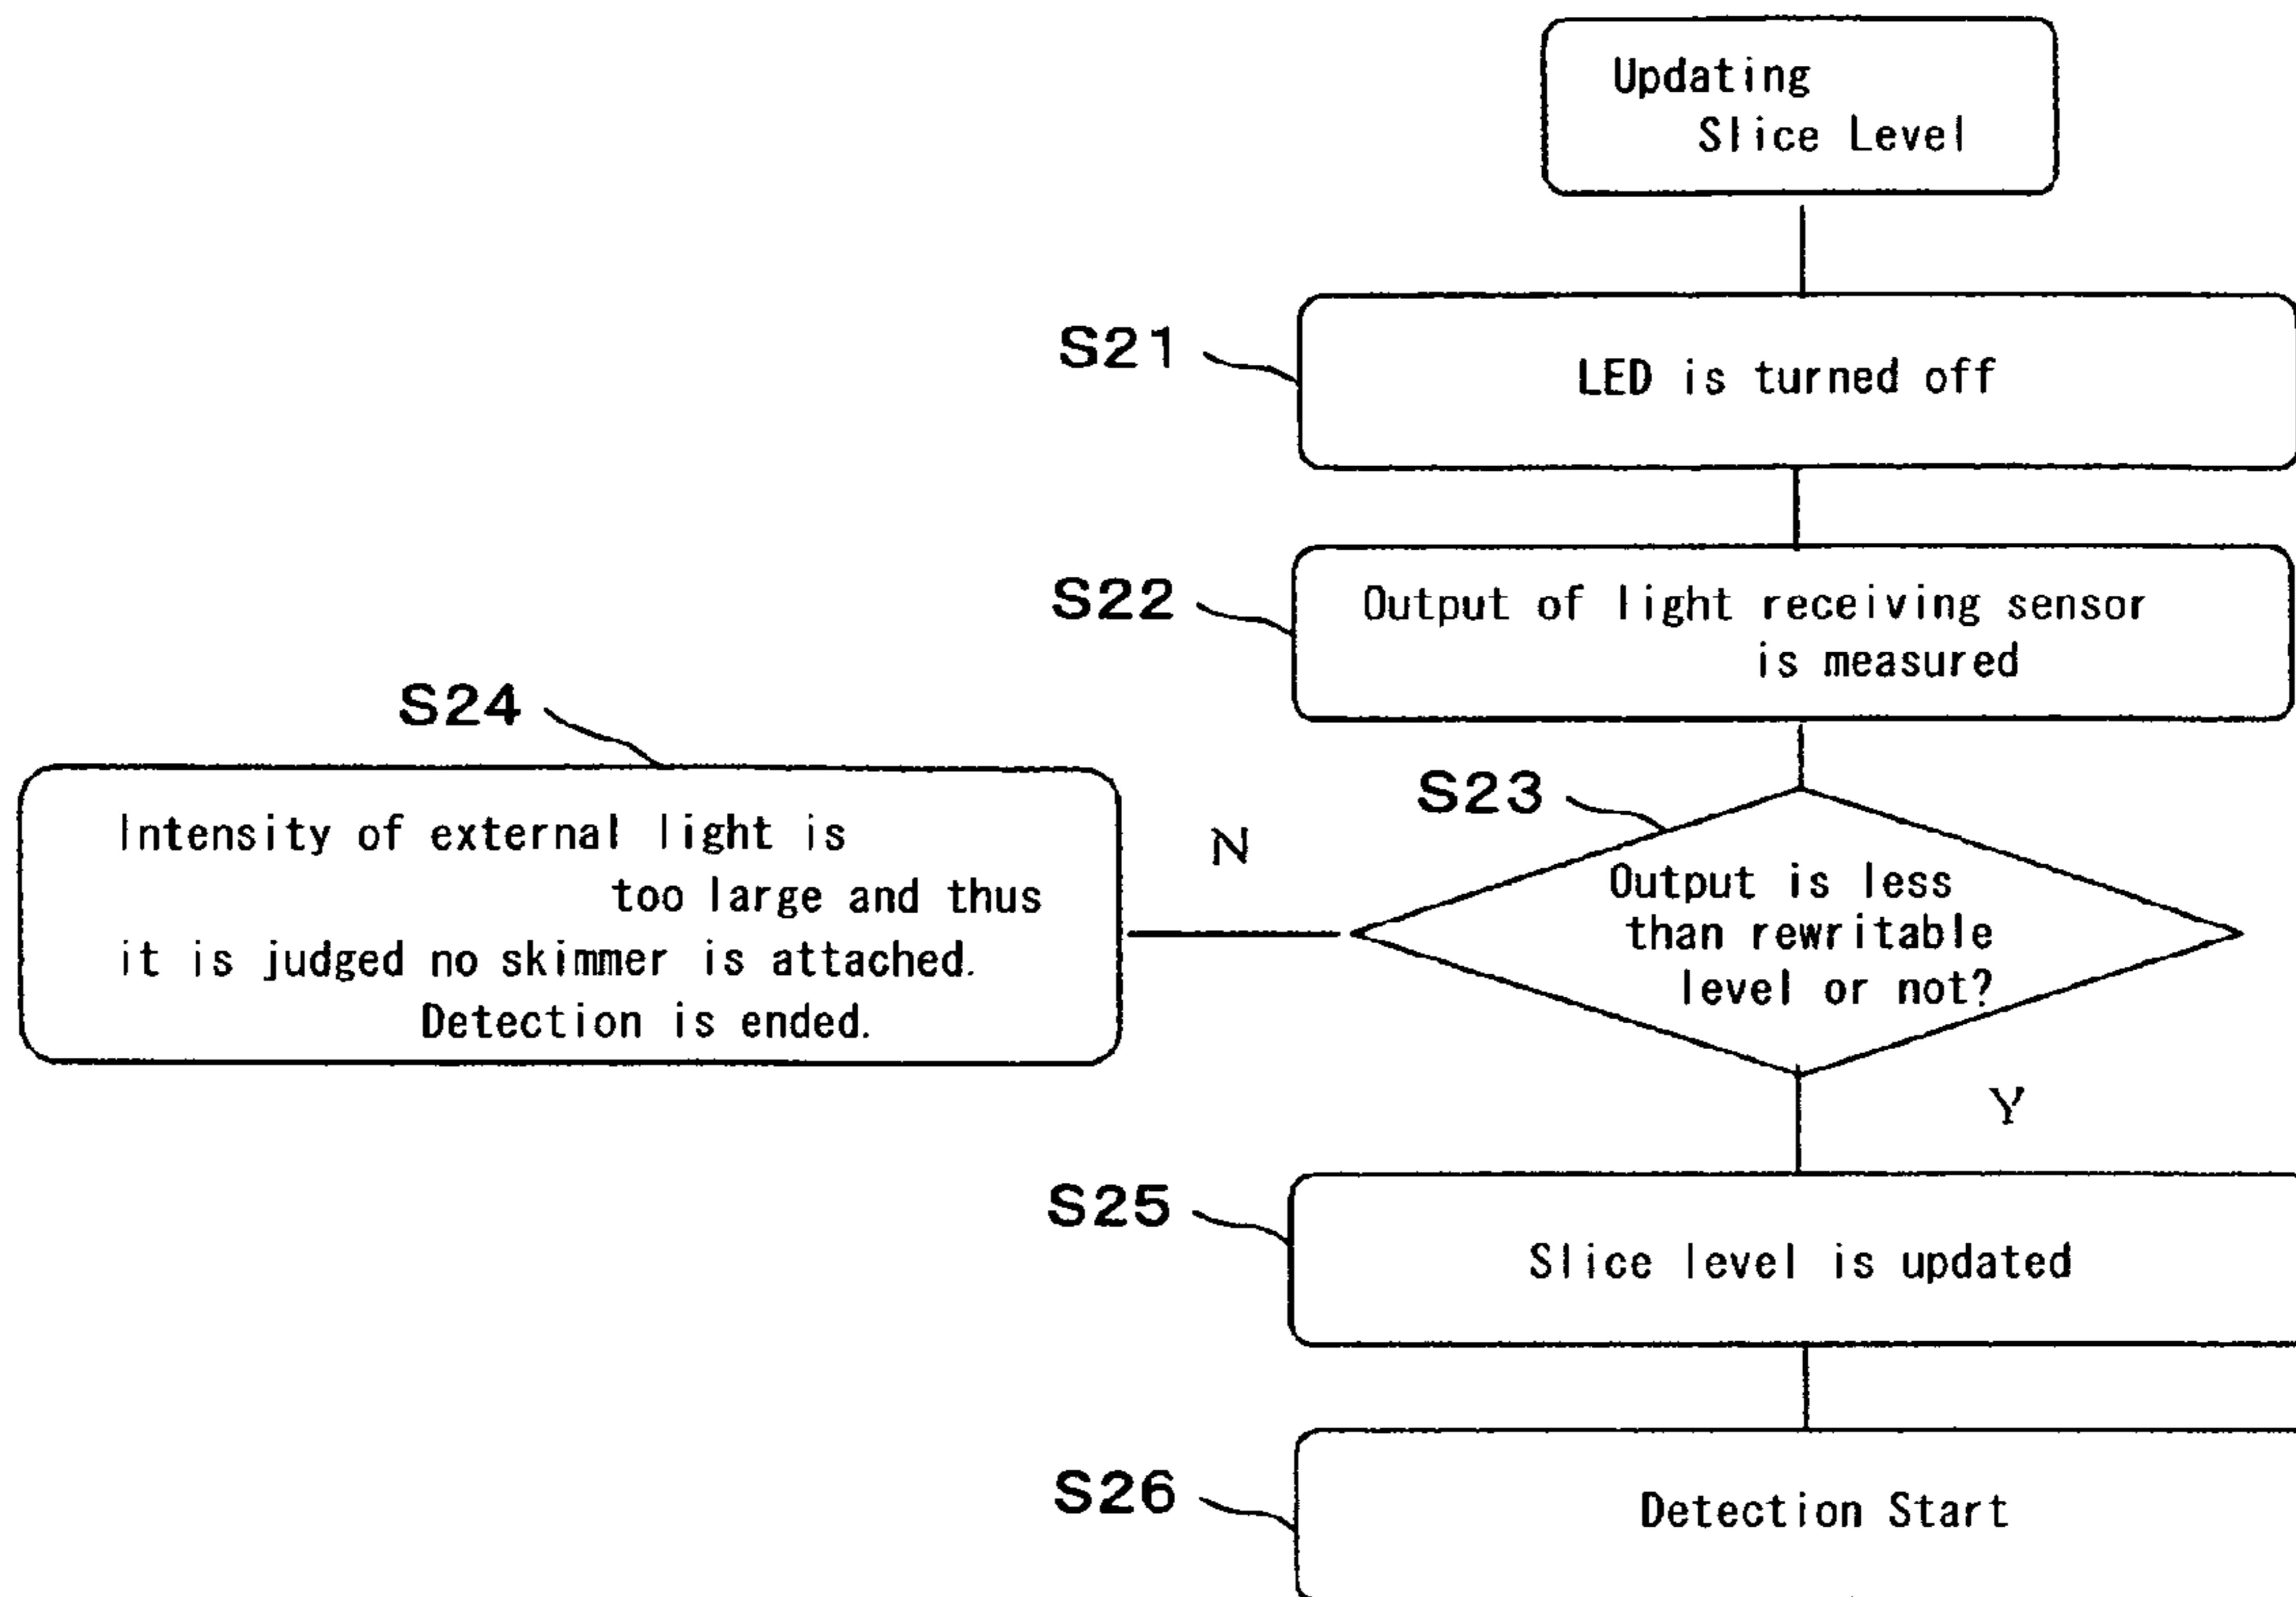 Updating
Slice Level
S21
LED is turned off
S22
Output of light receiving sensor
is measured
S24
Intensity of external light is
too large and thus
it is judged no skimmer is attached.
Detection is ended.
N
S23
Output is less
than rewritable
level or not?
Y
S25
Slice level is updated
S26
Detection Start